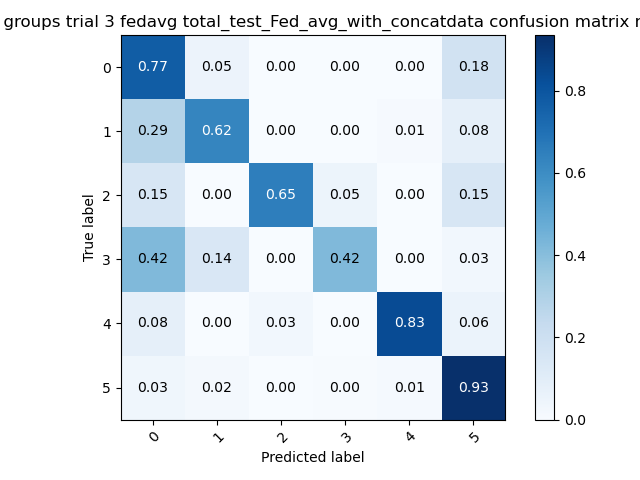 groups trial 3 fedavg total_test_Fed_avg_with_concatdata confusion matrix
0 0.77 0.05 0.00 0.00 0.00 0.18
1 0.29 0.62 0.00 0.00 0.01 0.08
2 0.15 0.00 0.65 0.05 0.00 0.15
3 0.42 0.14 0.00 0.42 0.00 0.03
4 0.08 0.00 0.03 0.00 0.83 0.06
5 0.03 0.02 0.00 0.00 0.01 0.93
0 1 2 3 4 5
True label
Predicted label
0.8
0.6
0.4
0.2
0.0